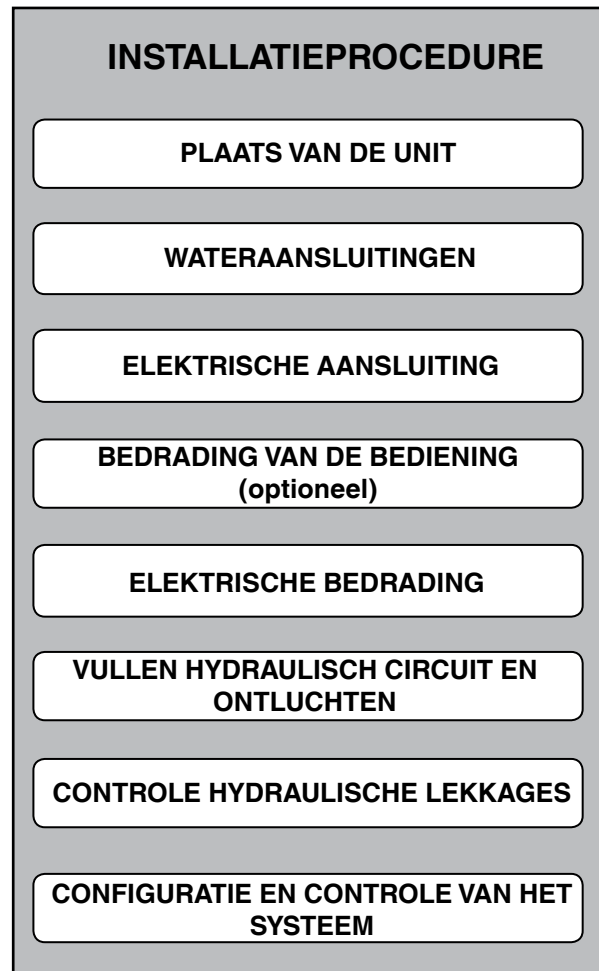 INSTALLATIEPROCEDURE
PLAATS VAN DE UNIT
WATERAANSLUITINGEN
ELEKTRISCHE AANSLUITING
BEDRADING VAN DE BEDIENING
(optioneel)
ELEKTRISCHE BEDRADING
VULLEN HYDRAULISCH CIRCUIT EN
ONTLUCHTEN
CONTROLE HYDRAULISCHE LEKKAGES
CONFIGURATIE EN CONTROLE VAN HET
SYSTEEM